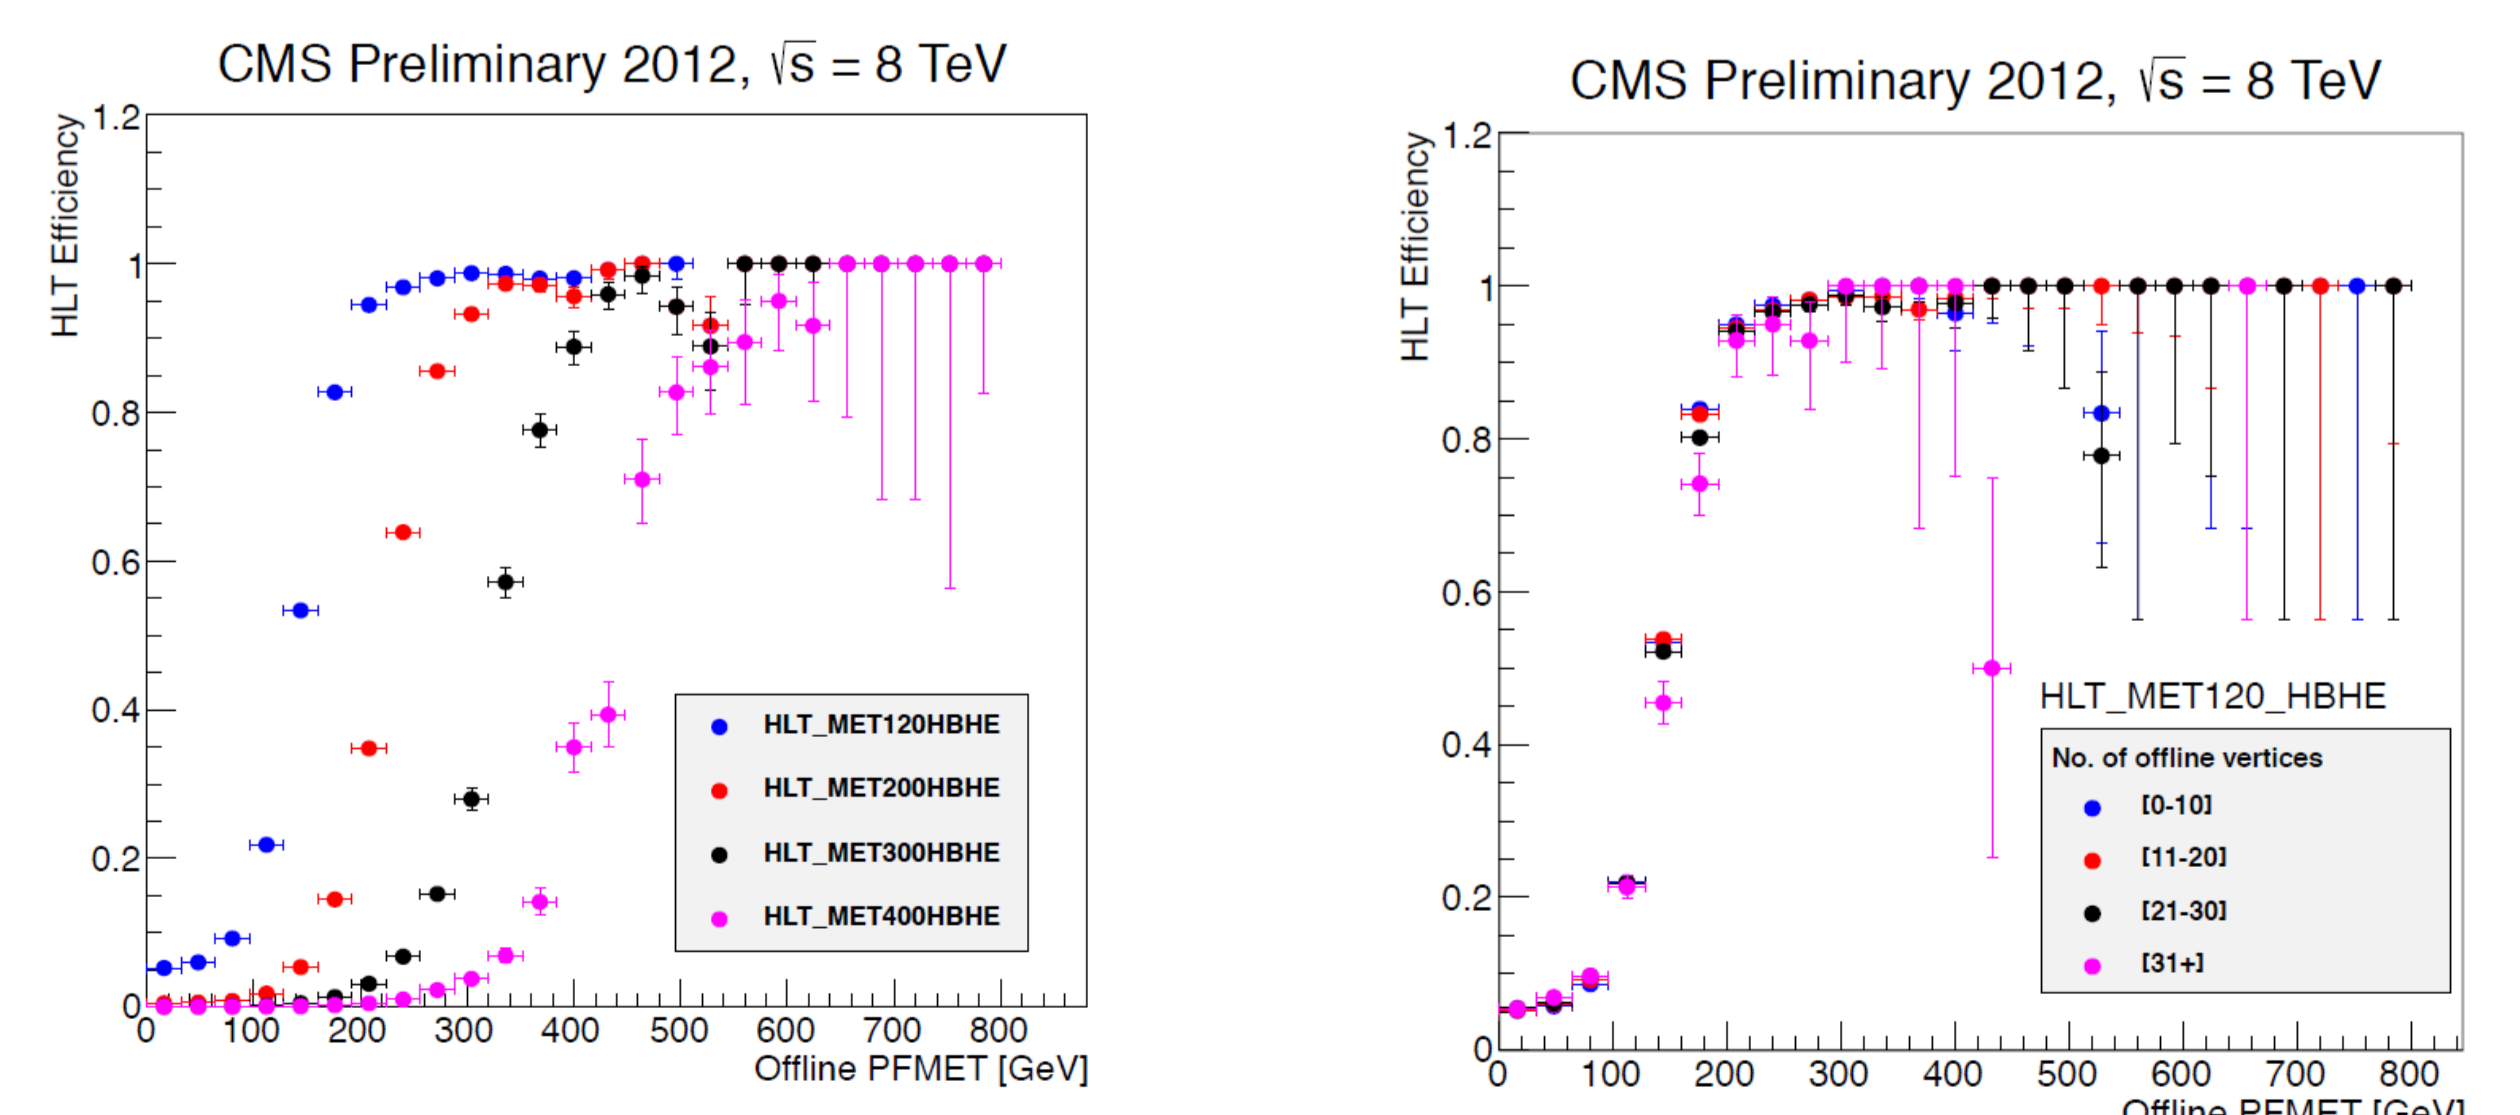 CMS Preliminary 2012, √s = 8 TeV
HLT Efficiency
1.2
1
0.8
0.6
0.4
0.2
0
HLT_MET120HBHE
HLT_MET200HBHE
HLT_MET300HBHE
HLT_MET400HBHE
0 100 200 300 400 500 600 700 800
Offline PFMET [GeV]
CMS Preliminary 2012, √s = 8 TeV
HLT Efficiency
1.2
1
0.8
0.6
0.4
0.2
0
HLT_MET120_HBHE
No. of offline vertices
[0-10]
[11-20]
[21-30]
[31+]
0 100 200 300 400 500 600 700 800
Offline PFMET [GeV]